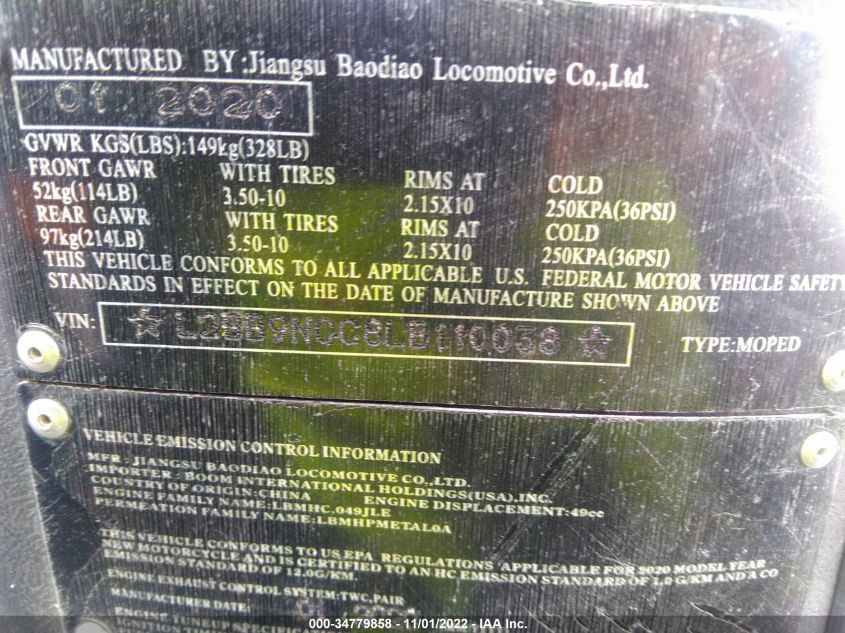 MANUFACTURED BY:Jiangsu Baodiao Locomotive Co.,Ltd.
01 2020
GVWR KGS(LBS):149kg(328LB)
FRONT GAWR WITH TIRES RIMS AT COLD
52kg(114LB) 3.50-10 2.15X10 250KPA(36PSI)
REAR GAWR WITH TIRES RIMS AT COLD
97kg(214LB) 3.50-10 2.15X10 250KPA(36PSI)
THIS VEHICLE CONFORMS TO ALL APPLICABLE U.S. FEDERAL MOTOR VEHICLE SAFETY
STANDARDS IN EFFECT ON THE DATE OF MANUFACTURE SHOWN ABOVE
VIN: ☆ L2BB9NCC8LB110038 ☆ TYPE:MOPED
VEHICLE EMISSION CONTROL INFORMATION
MFR: JIANGSU BAODIAO LOCOMOTIVE CO.,LTD.
IMPORTER: BOOM INTERNATIONAL HOLDINGS(USA),INC.
COUNTRY OF ORIGIN:CHINA ENGINE DISPLACEMENT:49cc
ENGINE FAMILY NAME:LBMHC.049JLE
PERMEATION FAMILY NAME:LBMHPMETAL0A
THIS VEHICLE CONFORMS TO US EPA REGULATIONS APPLICABLE FOR 2020 MODEL YEAR
NEW MOTORCYCLE AND IS CERTIFIED TO AN HC EMISSION STANDARD OF 1.0 G/KM AND A CO
EMISSION STANDARD OF 12.0G/KM.
ENGINE EXHAUST CONTROL SYSTEM:TWC,PAIR
MANUFACTURER DATE:
ENGINE TUNEUP
000-34779858 - 11/01/2022 - © IAA Inc.